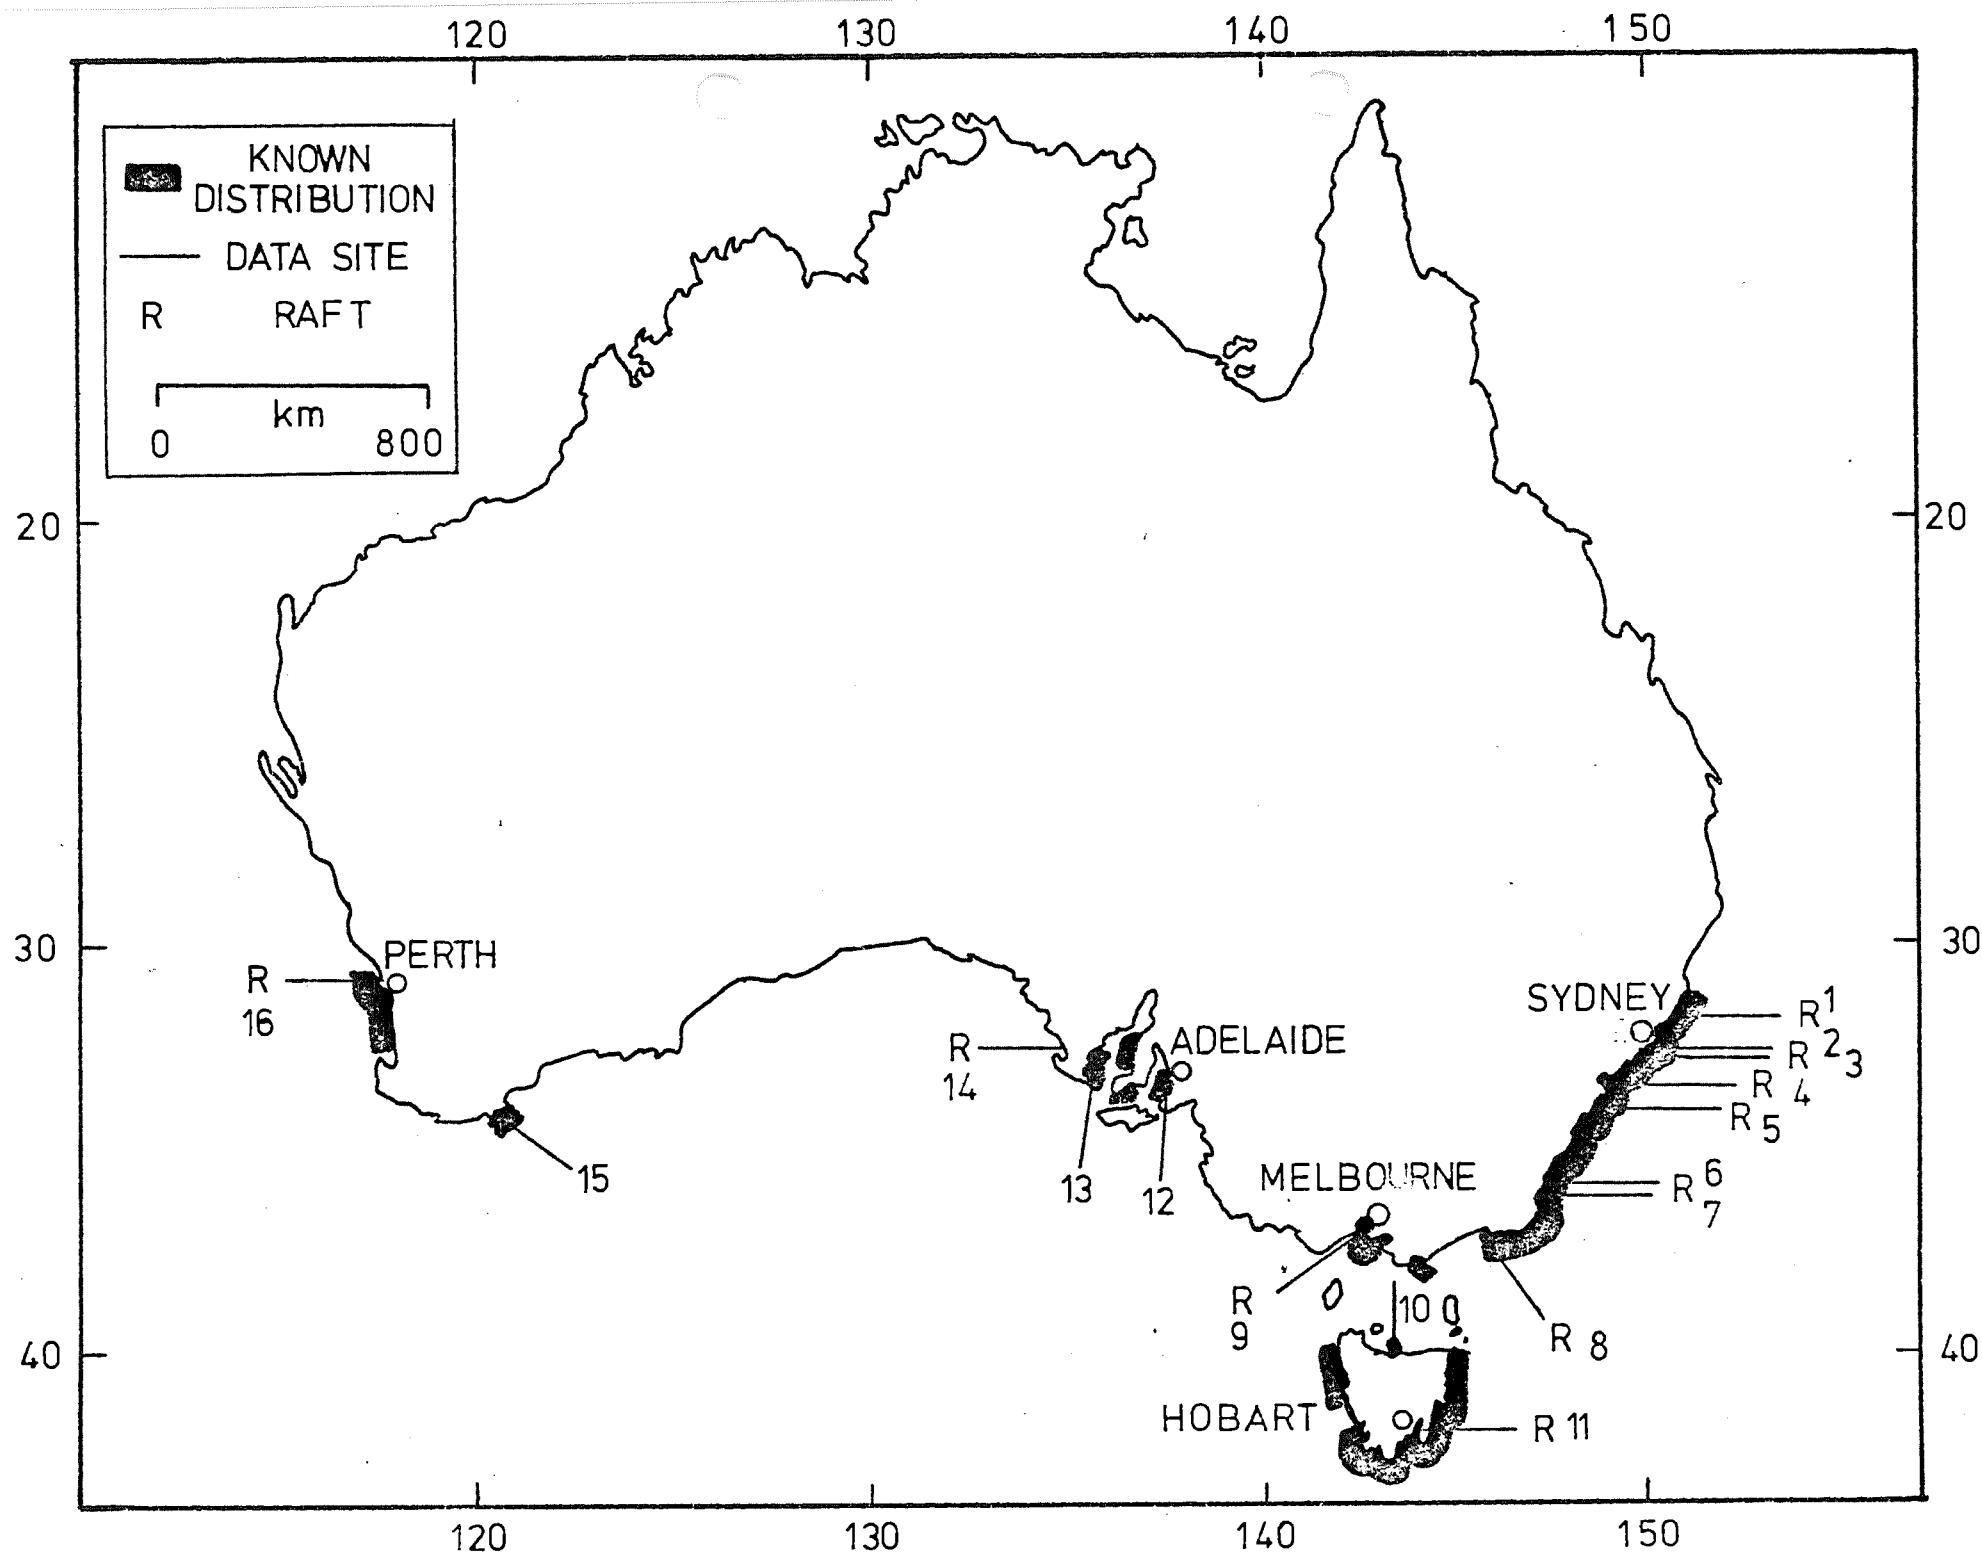 120 130 140 150
KNOWN
DISTRIBUTION
DATA SITE
R RAFT
km
0 800
20 20
30 30
PERTH
R
16
SYDNEY
R 1
R 2 3
R 4
R 5
R 6
7
ADELAIDE
R
14
13
12
15
MELBOURNE
R
9
10
R 8
40 40
HOBART
R 11
120 130 140 150